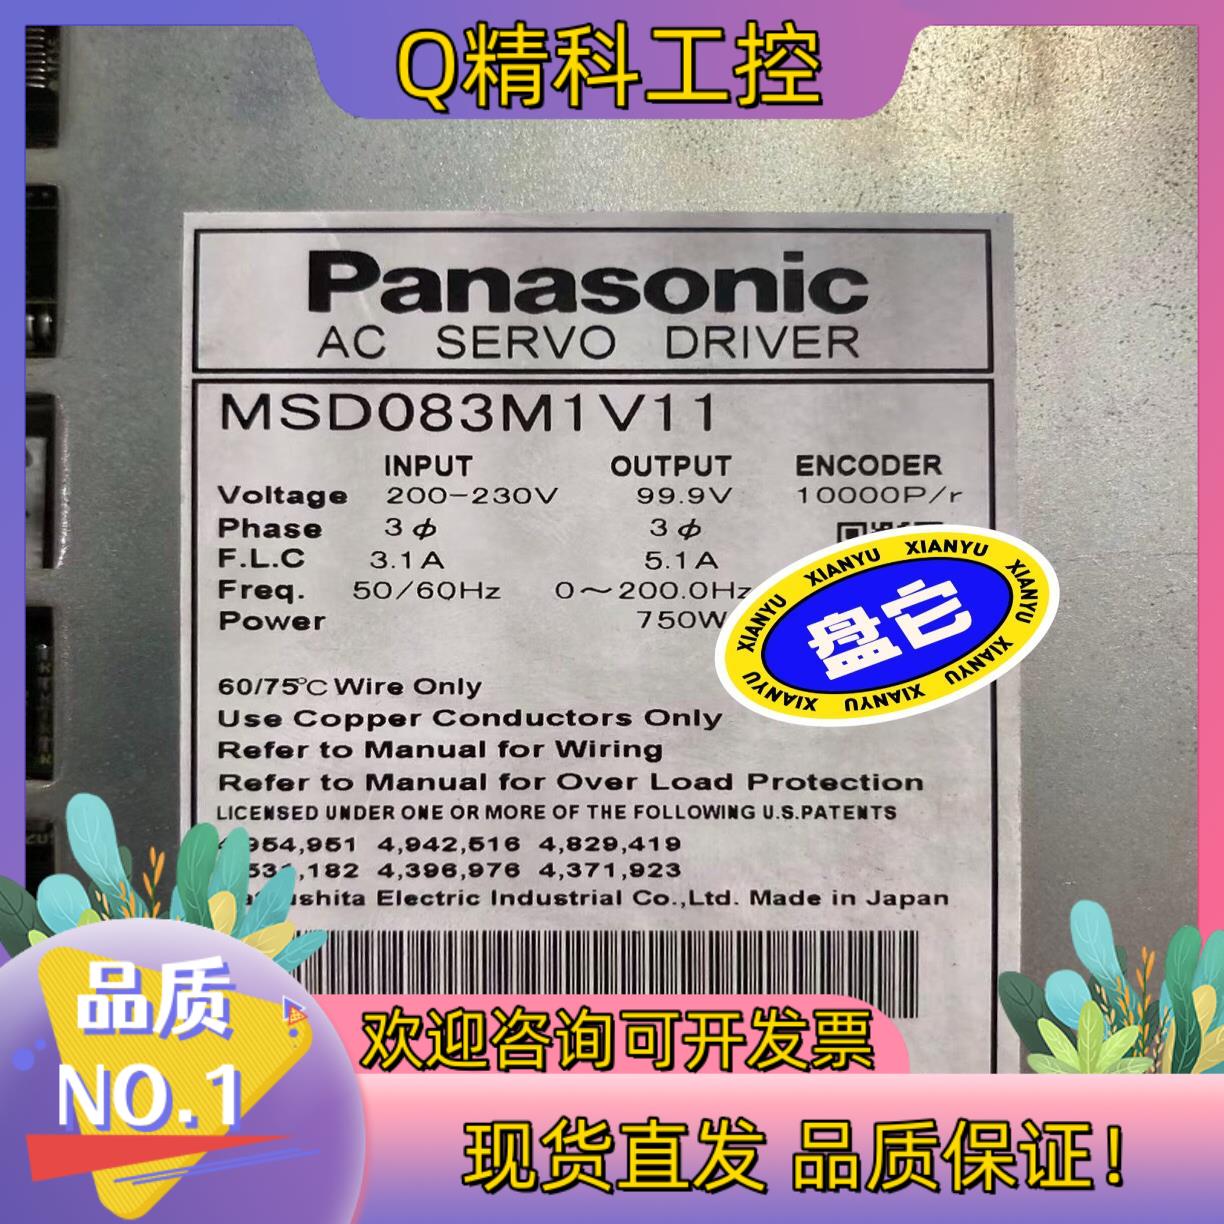 Q精科工控
Panasonic
AC SERVO DRIVER
MSD083M1V11
INPUT OUTPUT ENCODER
Voltage 200-230V 99.9V 10000P/r
Phase 3ϕ 3ϕ
F.L.C 3.1A 5.1A
Freq. 50/60Hz 0~200.0Hz
Power 750W
XIANYU XIANYU XIANYU XIANYU XIANYU XIANYU XIANYU XIANYU
盘它
60/75℃ Wire Only
Use Copper Conductors Only
Refer to Manual for Wiring
Refer to Manual for Over Load Protection
LICENSED UNDER ONE OR MORE OF THE FOLLOWING U.S.PATENTS
954,951 4,942,516 4,829,419
182 4,396,976 4,371,923
Electric Industrial Co.,Ltd. Made in Japan
品质
NO.1
欢迎咨询可开发票
现货直发 品质保证！